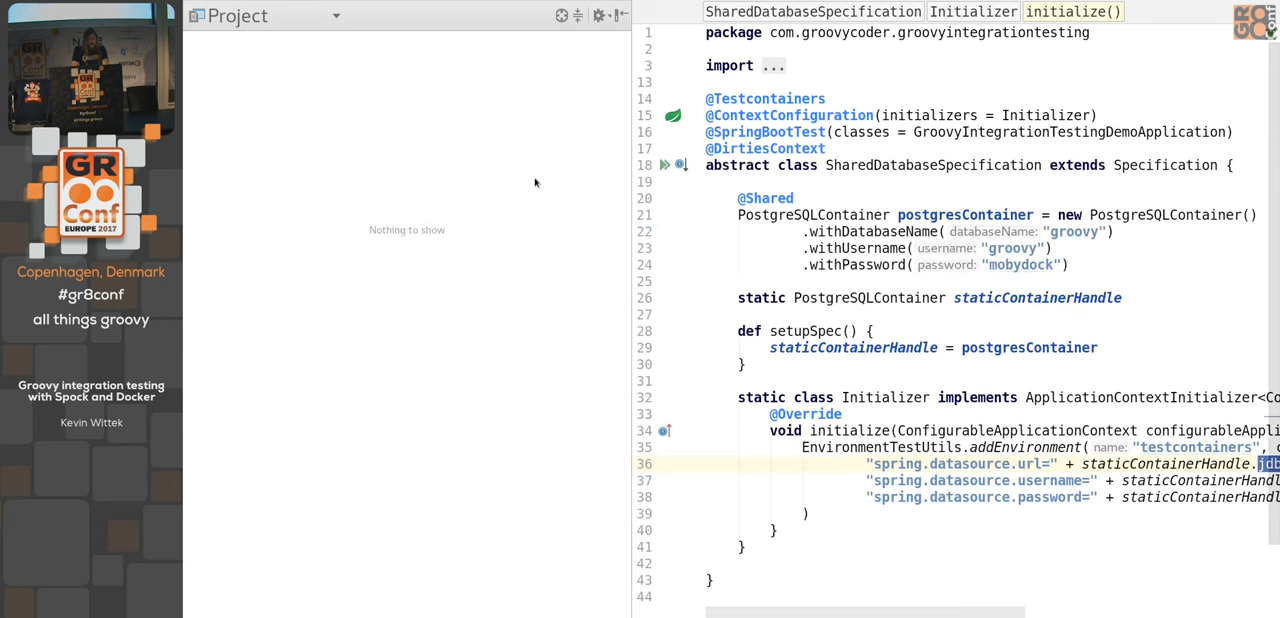 GR
Conf
EUROPE 2017
Copenhagen, Denmark
#gr8conf
all things groovy
Groovy integration testing
with Spock and Docker
Kevin Wittek
Project
Nothing to show
SharedDatabaseSpecification Initializer initialize()
1 package com.groovycoder.groovyintegrationtesting
2
3 import ...
13
14 @Testcontainers
15 @ContextConfiguration(initializers = Initializer)
16 @SpringBootTest(classes = GroovyIntegrationTestingDemoApplication)
17 @DirtiesContext
18 abstract class SharedDatabaseSpecification extends Specification {
19
20 @Shared
21 PostgreSQLContainer postgresContainer = new PostgreSQLContainer()
22 .withDatabaseName( databaseName: "groovy")
23 .withUsername( username: "groovy")
24 .withPassword( password: "mobydock")
25
26 static PostgreSQLContainer staticContainerHandle
27
28 def setupSpec() {
29 staticContainerHandle = postgresContainer
30 }
31
32 static class Initializer implements ApplicationContextInitializer<Co
33 @Override
34 void initialize(ConfigurableApplicationContext configurableAppli
35 EnvironmentTestUtils.addEnvironment( name: "testcontainers", c
36 "spring.datasource.url=" + staticContainerHandle.jdb
37 "spring.datasource.username=" + staticContainerHandl
38 "spring.datasource.password=" + staticContainerHandl
39 )
40 }
41 }
42
43 }
44